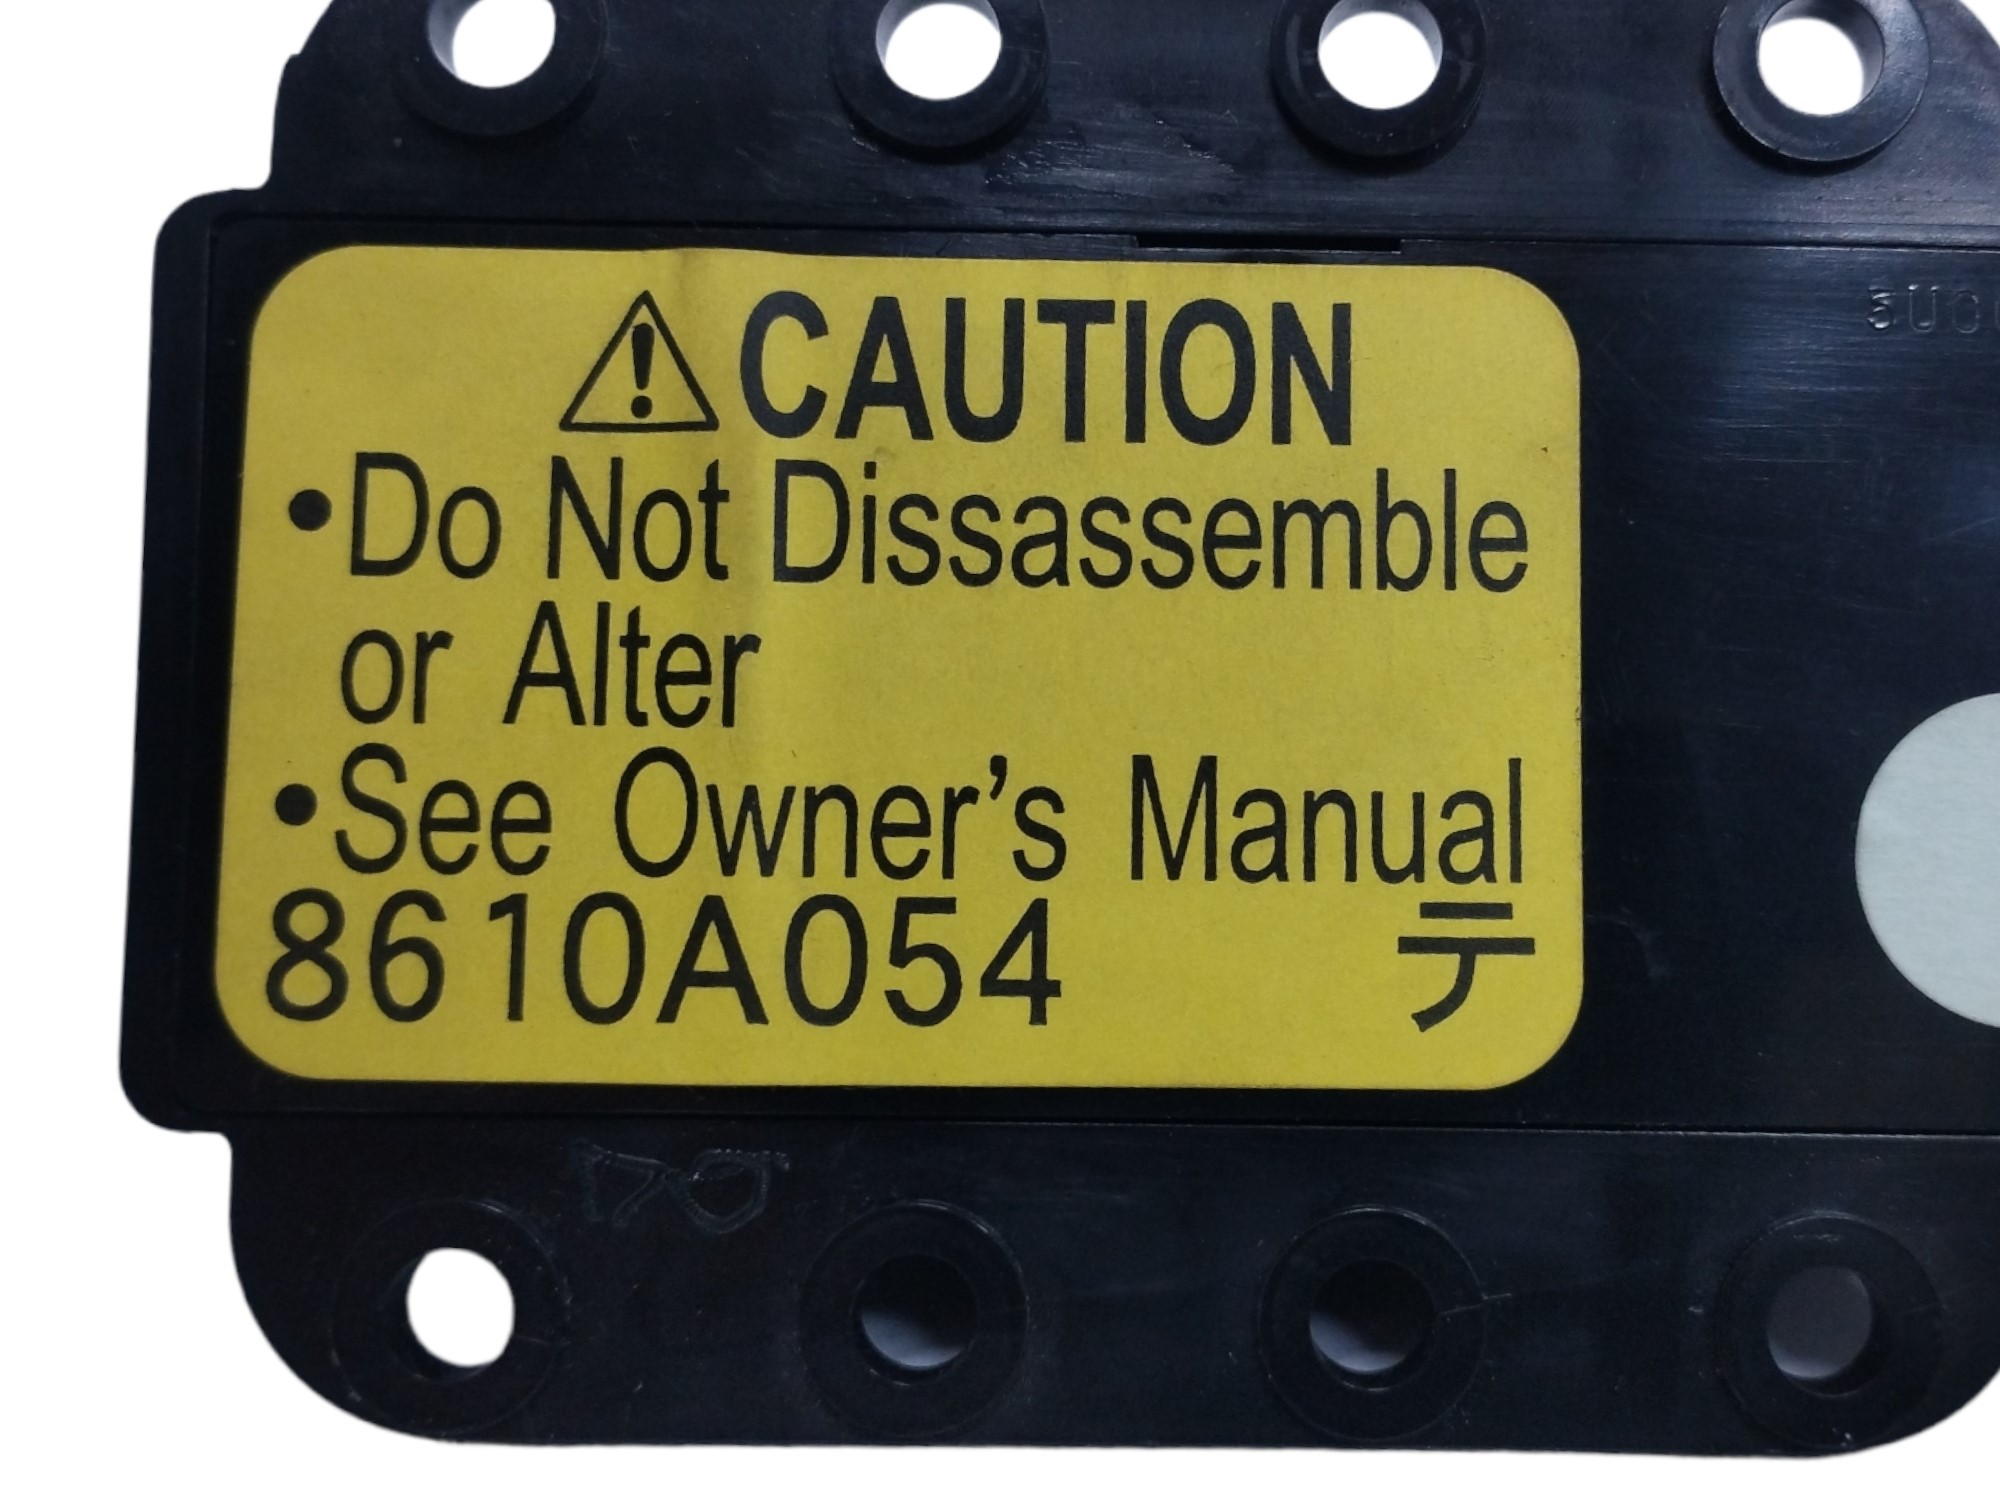 ⚠CAUTION
•Do Not Dissassemble
or Alter
•See Owner’s Manual
8610A054 テ